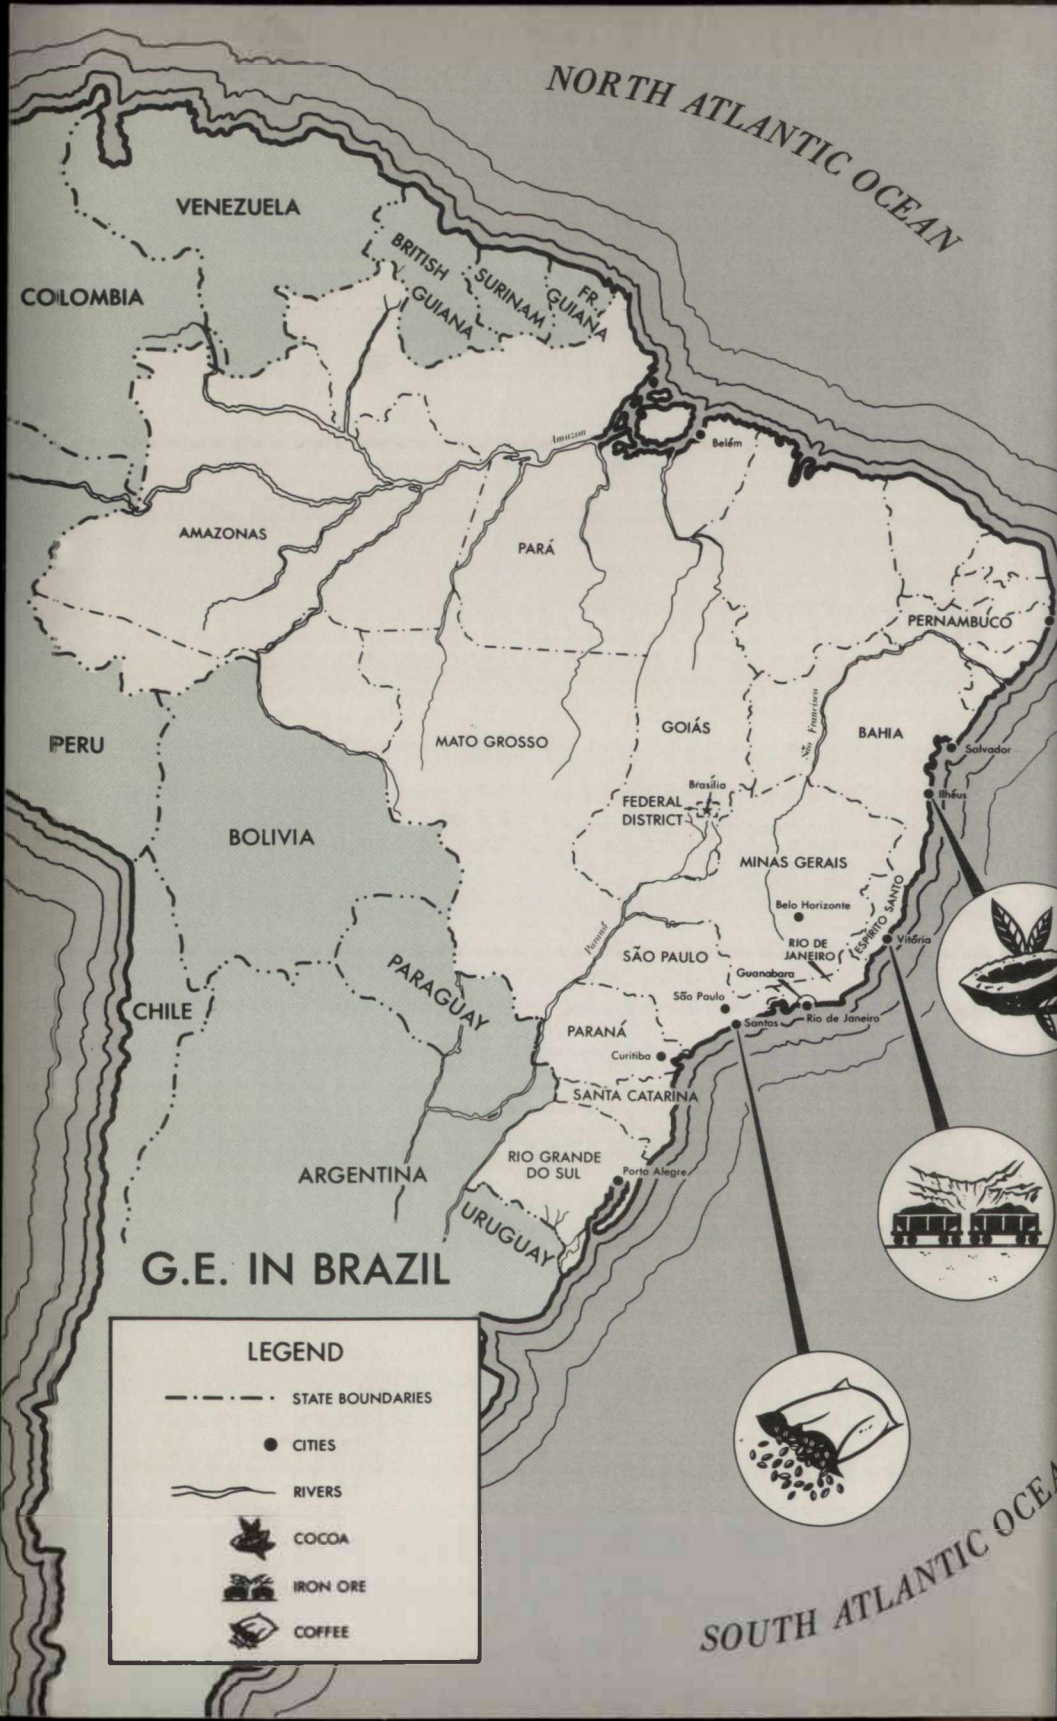 NORTH ATLANTIC OCEAN
VENEZUELA
COLOMBIA
BRITISH
GUIANA
SURINAM
FR.
GUIANA
Amazon
Belém
AMAZONAS
PARÁ
PERNAMBUCO
PERU
MATO GROSSO
GOIÁS
São Francisco
BAHIA
Salvador
Brasília
FEDERAL
DISTRICT
Ilhéus
BOLIVIA
MINAS GERAIS
Belo Horizonte
ESPIRITO SANTO
Vitória
Paraná
RIO DE
JANEIRO
SÃO PAULO
Guanabara
PARAGUAY
São Paulo
CHILE
Santos
Rio de Janeiro
PARANÁ
Curitiba
SANTA CATARINA
RIO GRANDE
DO SUL
Porto Alegre
ARGENTINA
URUGUAY
G.E. IN BRAZIL
LEGEND
STATE BOUNDARIES
CITIES
RIVERS
COCOA
IRON ORE
COFFEE
SOUTH ATLANTIC OCEA